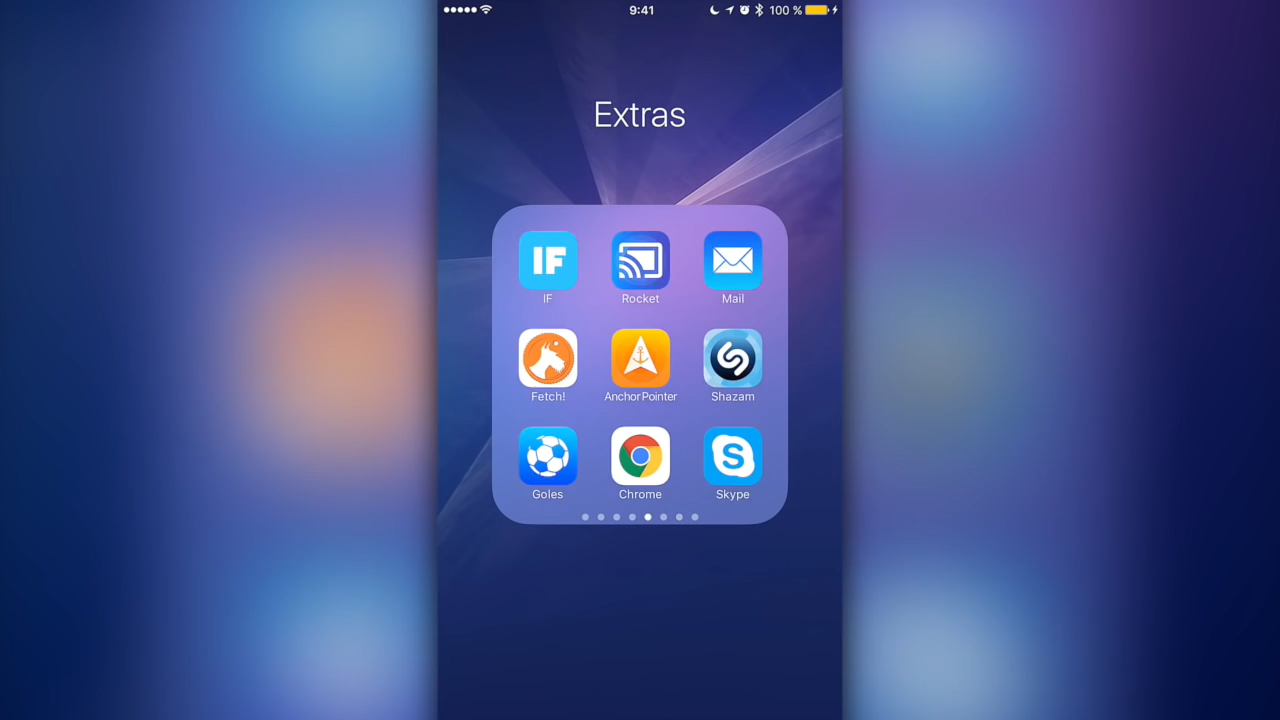 9:41 100 %
Extras
IF
IF Rocket Mail
Fetch! AnchorPointer Shazam
S
Goles Chrome Skype